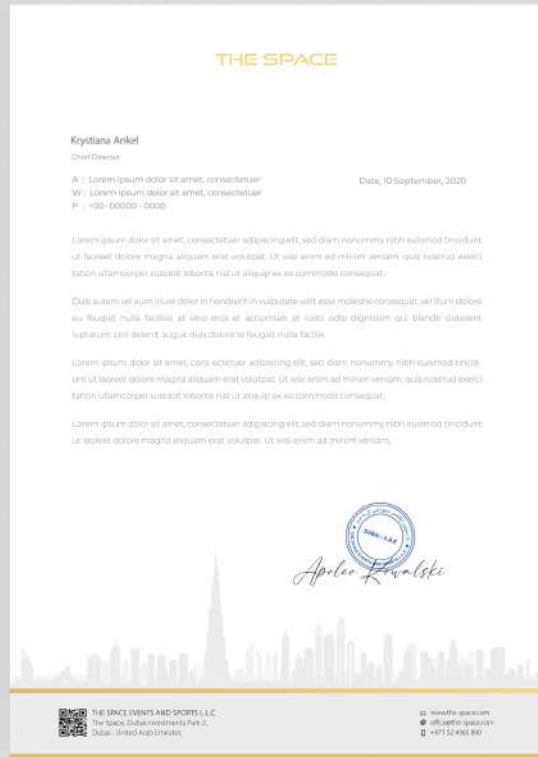 THE SPACE
Krystiana Ankel
Chief Director
A : Lorem ipsum dolor sit amet, consectetuer
W : Lorem ipsum dolor sit amet, consectetuer
P : +00- 00000 - 0000
Date, 10 September, 2020
Lorem ipsum dolor sit amet, consectetuer adipiscing elit, sed diam nonummy nibh euismod tincidunt
ut laoreet dolore magna aliquam erat volutpat. Ut wisi enim ad minim veniam, quis nostrud exerci
tation ullamcorper suscipit lobortis nisl ut aliquip ex ea commodo consequat.
Duis autem vel eum iriure dolor in hendrerit in vulputate velit esse molestie consequat, vel illum dolore
eu feugiat nulla facilisis at vero eros et accumsan et iusto odio dignissim qui blandit praesent
luptatum zzril delenit augue duis dolore te feugait nulla facilisi.
Lorem ipsum dolor sit amet, cons ectetuer adipiscing elit, sed diam nonummy nibh euismod tincid-
unt ut laoreet dolore magna aliquam erat volutpat. Ut wisi enim ad minim veniam, quis nostrud exerci
tation ullamcorper suscipit lobortis nisl ut aliquip ex ea commodo consequat.
Lorem ipsum dolor sit amet, consectetuer adipiscing elit, sed diam nonummy nibh euismod tincidunt
ut laoreet dolore magna aliquam erat volutpat. Ut wisi enim ad minim veniam,
DUBAI - U.A.E
Apoleo Kowalski
THE SPACE EVENTS AND SPORTS L.L.C
The Space, Dubai Investments Park 2,
Dubai , United Arab Emirates
www.the-space.com
office@the-space.com
+971 52 4965 800